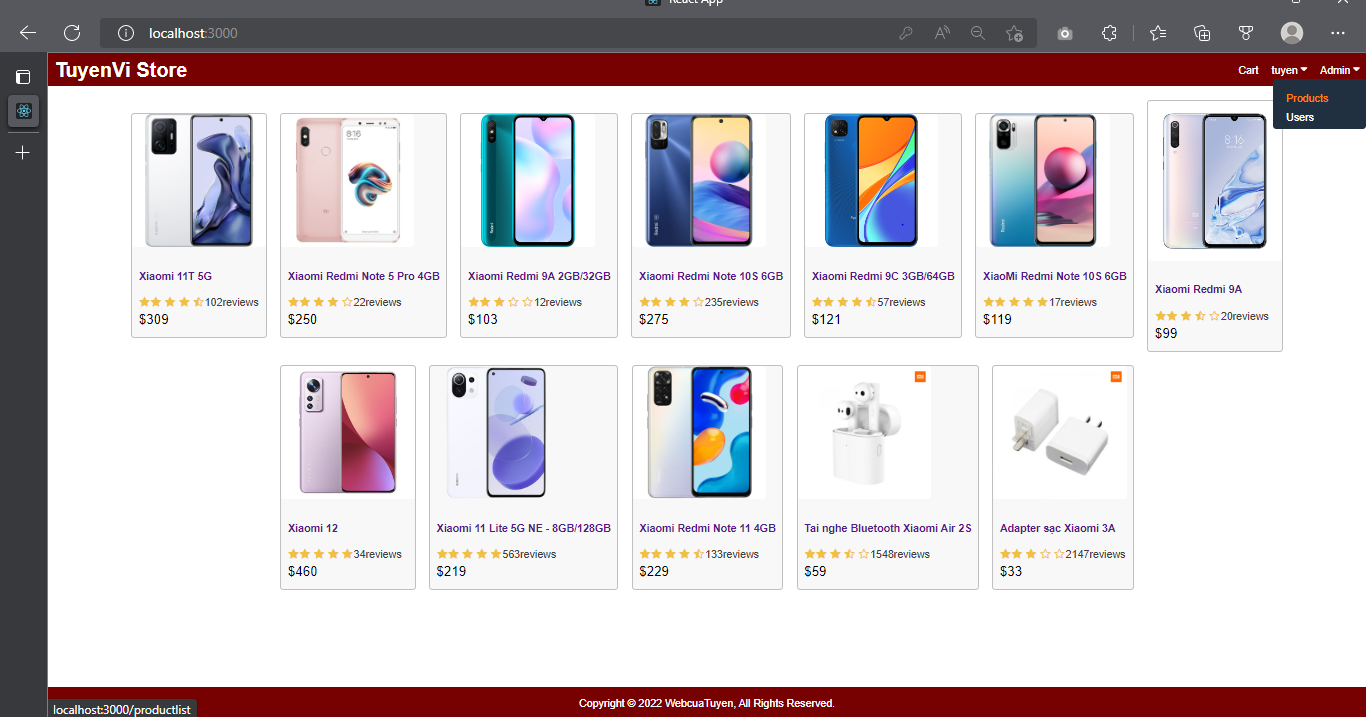 React App
localhost:3000
TuyenVi Store
Cart tuyen Admin
Products
Users
Xiaomi 11T 5G
102reviews
$309
Xiaomi Redmi Note 5 Pro 4GB
22reviews
$250
Xiaomi Redmi 9A 2GB/32GB
12reviews
$103
Xiaomi Redmi Note 10S 6GB
235reviews
$275
Xiaomi Redmi 9C 3GB/64GB
57reviews
$121
XiaoMi Redmi Note 10S 6GB
17reviews
$119
Xiaomi Redmi 9A
20reviews
$99
Xiaomi 12
34reviews
$460
Xiaomi 11 Lite 5G NE - 8GB/128GB
563reviews
$219
Xiaomi Redmi Note 11 4GB
133reviews
$229
Tai nghe Bluetooth Xiaomi Air 2S
1548reviews
$59
Adapter sạc Xiaomi 3A
2147reviews
$33
Copyright © 2022 WebcuaTuyen, All Rights Reserved.
localhost:3000/productlist